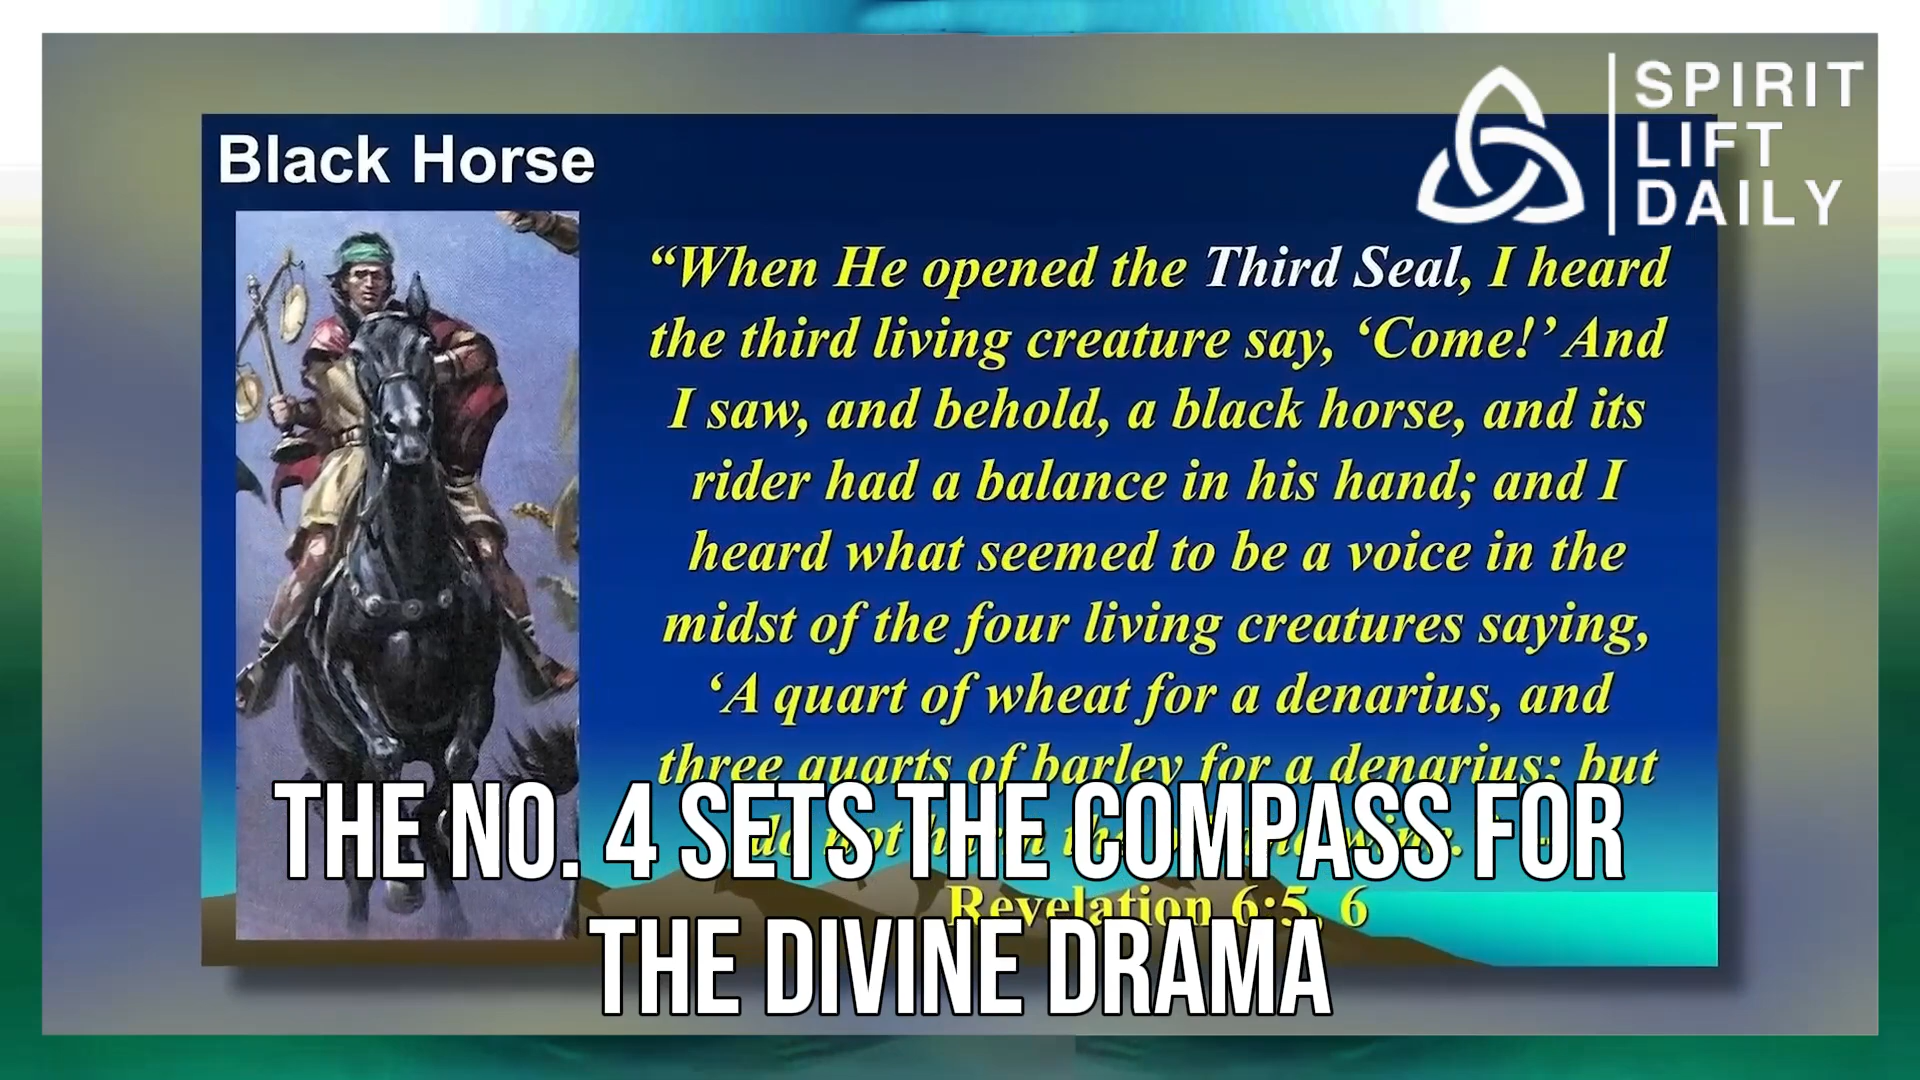 SPIRIT
LIFT
DAILY
Black Horse
“When He opened the Third Seal, I heard
the third living creature say, ‘Come!’ And
I saw, and behold, a black horse, and its
rider had a balance in his hand; and I
heard what seemed to be a voice in the
midst of the four living creatures saying,
‘A quart of wheat for a denarius, and
three quarts of barley for a denarius; but
do not
Revelation 6:5, 6
THE NO. 4 SETS THE COMPASS FOR
THE DIVINE DRAMA